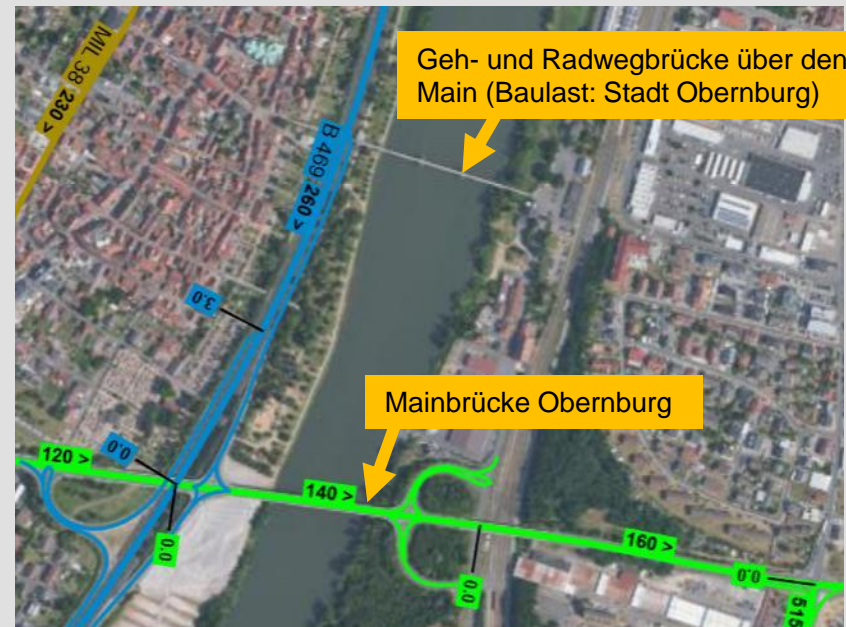 MIL 38 230 >
Geh- und Radwegbrücke über den
Main (Baulast: Stadt Obernburg)
B 469 260 >
3.0
Mainbrücke Obernburg
120 >
0.0
140 >
0.0
160 >
0.0
0.0
515